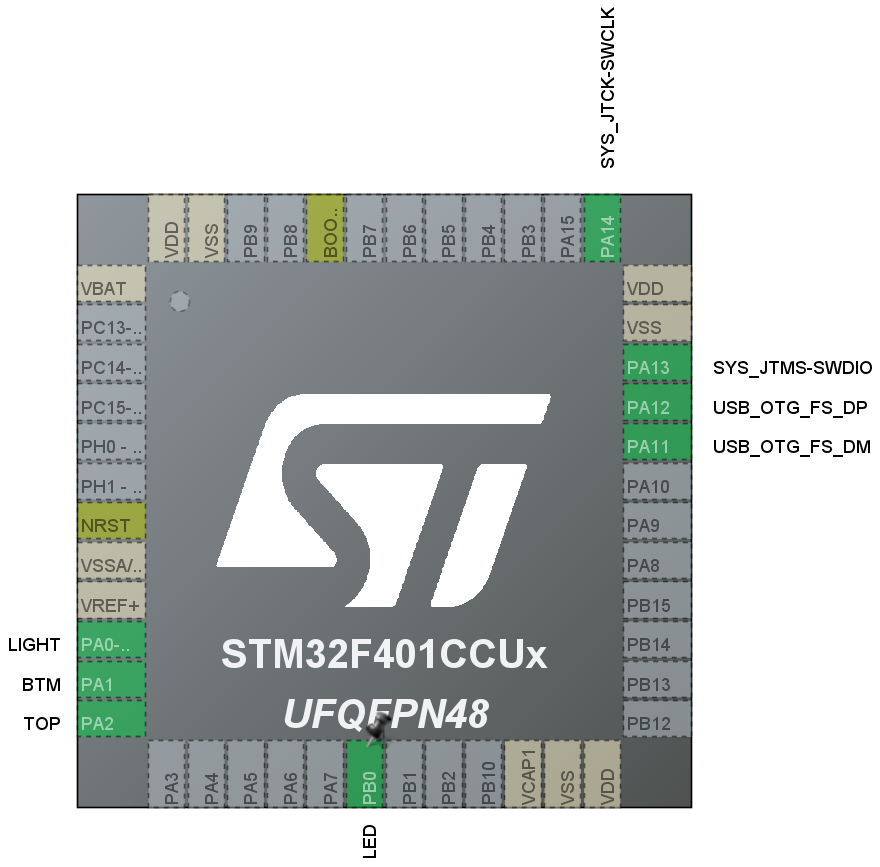 SYS_JTCK-SWCLK
VDD
VSS
PB9
PB8
BOO..
PB7
PB6
PB5
PB4
PB3
PA15
PA14
VBAT
PC13-..
PC14-..
PC15-..
PH0 - ..
PH1 - ..
NRST
VSSA/..
VREF+
LIGHT PA0-..
BTM PA1
TOP PA2
VDD
VSS
PA13 SYS_JTMS-SWDIO
PA12 USB_OTG_FS_DP
PA11 USB_OTG_FS_DM
PA10
PA9
PA8
PB15
PB14
PB13
PB12
ST
STM32F401CCUx
UFQFPN48
PA3
PA4
PA5
PA6
PA7
PB0
PB1
PB2
PB10
VCAP1
VSS
VDD
LED